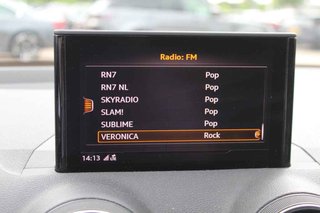 Radio: FM
RN7 Pop
RN7 NL Pop
SKYRADIO Pop
SLAM! Pop
SUBLIME Pop
VERONICA Rock
14:13